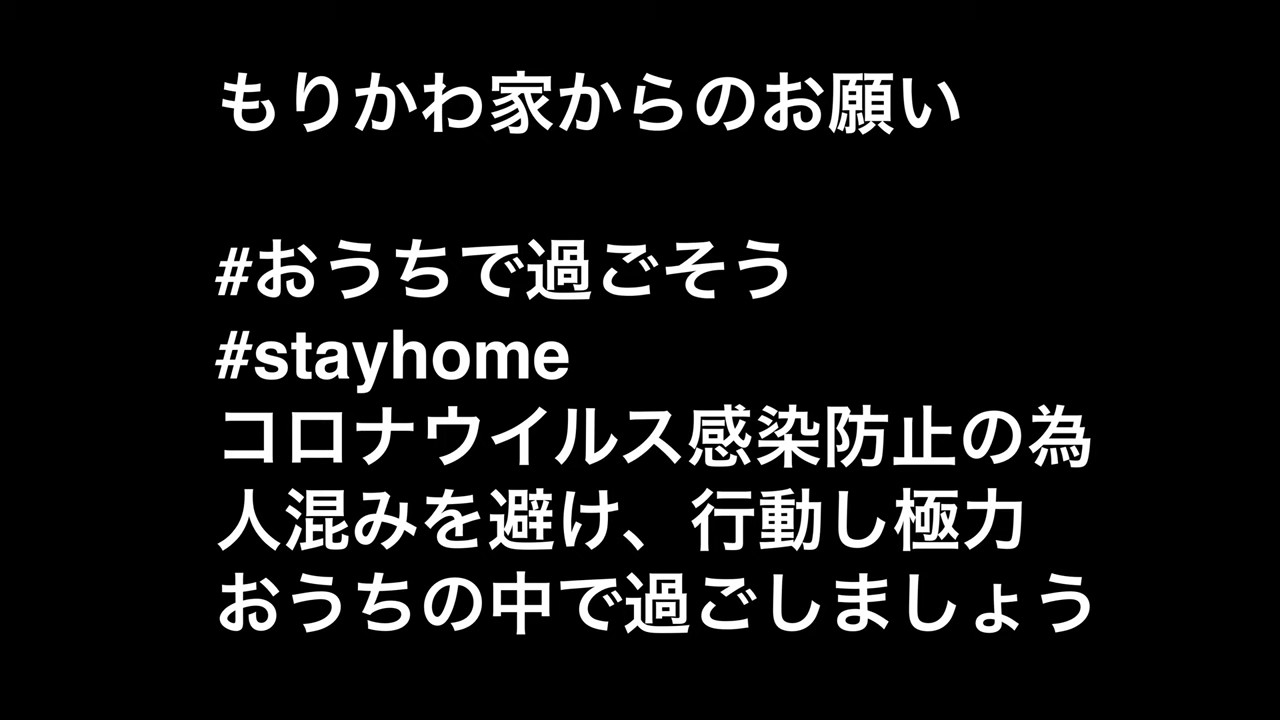 もりかわ家からのお願い
#おうちで過ごそう
#stayhome
コロナウイルス感染防止の為
人混みを避け、行動し極力
おうちの中で過ごしましょう